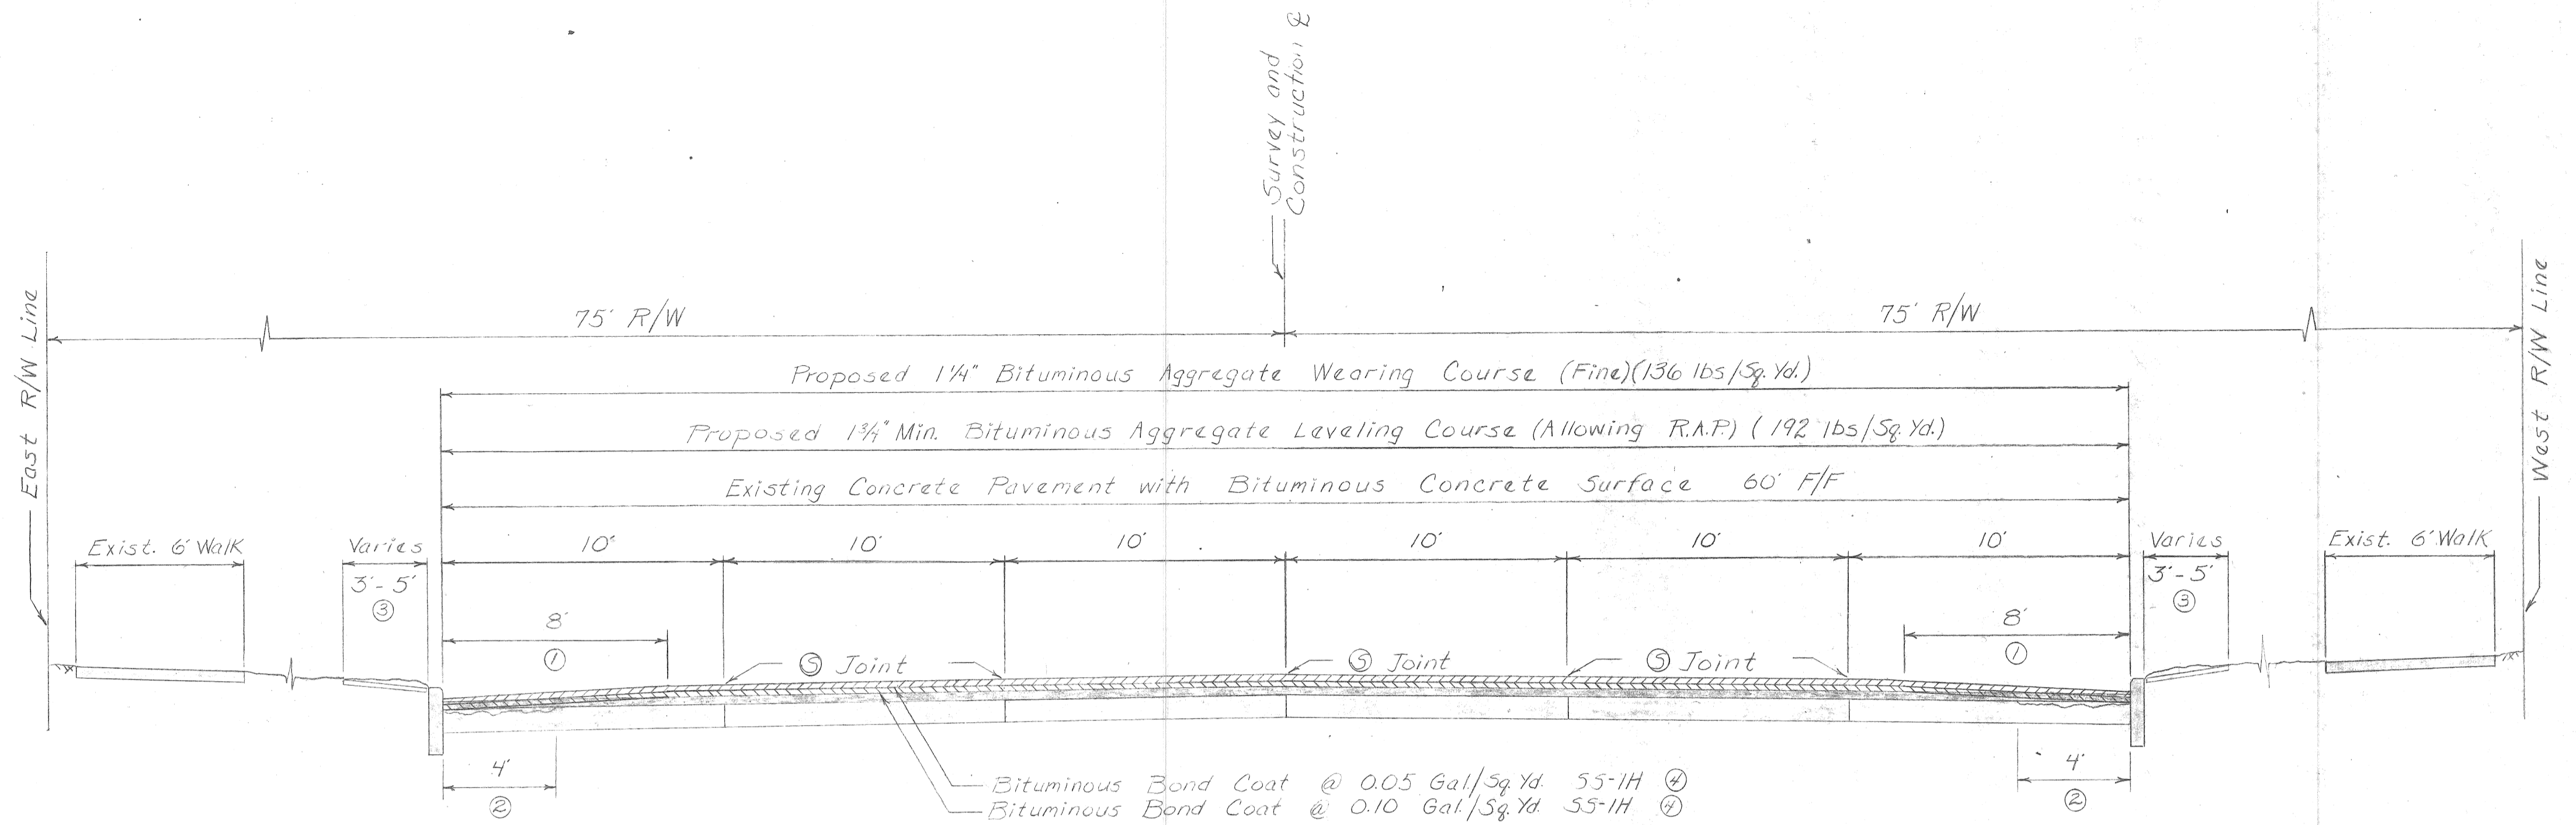 Survey and
Construction ℄
East R/W Line
75' R/W
75' R/W
West R/W Line
Proposed 1¼" Bituminous Aggregate Wearing Course (Fine)(136 lbs/Sq. Yd.)
Proposed 1¾" Min. Bituminous Aggregate Leveling Course (Allowing R.A.P.) (192 lbs/Sq. Yd.)
Existing Concrete Pavement with Bituminous Concrete Surface 60' F/F
Exist. 6' Walk
Varies
3'-5'
③
10'
10'
10'
10'
10'
10'
Varies
3'-5'
③
Exist. 6' Walk
8'
①
8'
①
Ⓢ Joint
Ⓢ Joint
Ⓢ Joint
4'
②
4'
②
Bituminous Bond Coat @ 0.05 Gal./Sq. Yd. SS-1H ④
Bituminous Bond Coat @ 0.10 Gal./Sq. Yd. SS-1H ④